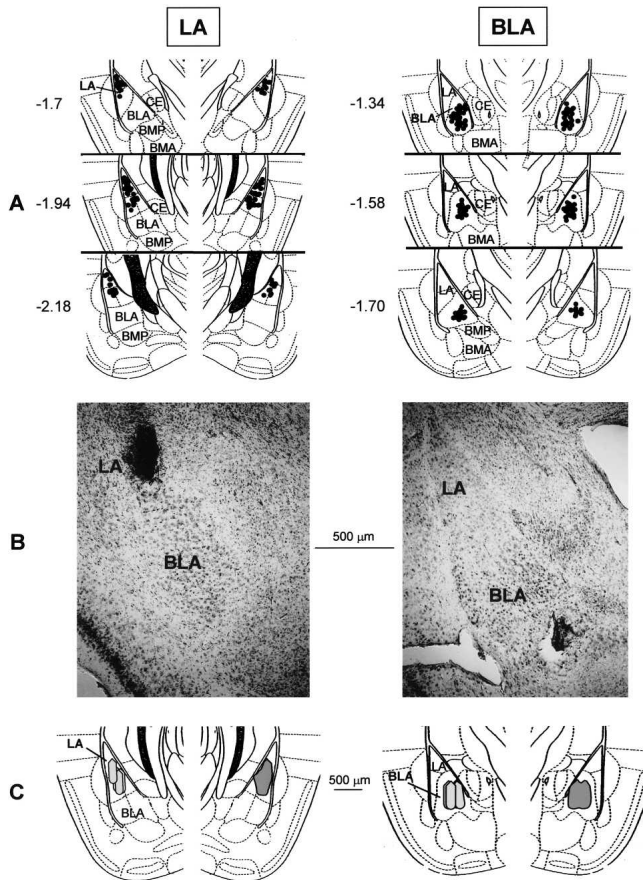 LA
BLA
LA
CE
BLA
BMP
BMA
-1.7
LA
CE
BLA
BMA
-1.34
A
CE
BLA
BMP
-1.94
LA
CE
BMA
-1.58
BLA
BMP
-2.18
LA
CE
BMP
BMA
-1.70
B
LA
BLA
500 µm
LA
BLA
C
LA
BLA
500 µm
LA
BLA